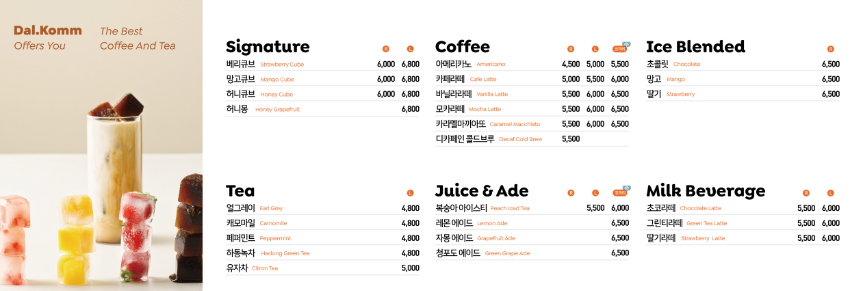 Dal.Komm
Offers You
The Best
Coffee And Tea
Signature R L
베리큐브 Strawberry Cube 6,000 6,800
망고큐브 Mango Cube 6,000 6,800
허니큐브 Honey Cube 6,000 6,800
허니몽 Honey Grapefruit 6,800
Coffee R L
아메리카노 Americano 4,500 5,000 5,500
카페라떼 Cafe Latte 5,000 5,500 6,000
바닐라라떼 Vanilla Latte 5,500 6,000 6,500
모카라떼 Mocha Latte 5,500 6,000 6,500
카라멜마끼야또 Caramel Macchiato 5,500 6,000 6,500
디카페인 콜드브루 Decaf Cold Brew 5,500
Ice Blended R
초콜릿 Chocolate 6,500
망고 Mango 6,500
딸기 Strawberry 6,500
Tea L
얼그레이 Earl Grey 4,800
캐모마일 Camomile 4,800
페퍼민트 Peppermint 4,800
하동녹차 Hadong Green Tea 4,800
유자차 Citron Tea 5,000
Juice & Ade R L
복숭아 아이스티 Peach Iced Tea 5,500 6,000
레몬 에이드 Lemon Ade 6,500
자몽 에이드 Grapefruit Ade 6,500
청포도 에이드 Green Grape Ade 6,500
Milk Beverage R L
초코라떼 Chocolate Latte 5,500 6,000
그린티라떼 Green Tea Latte 5,500 6,000
딸기라떼 Strawberry Latte 5,500 6,000